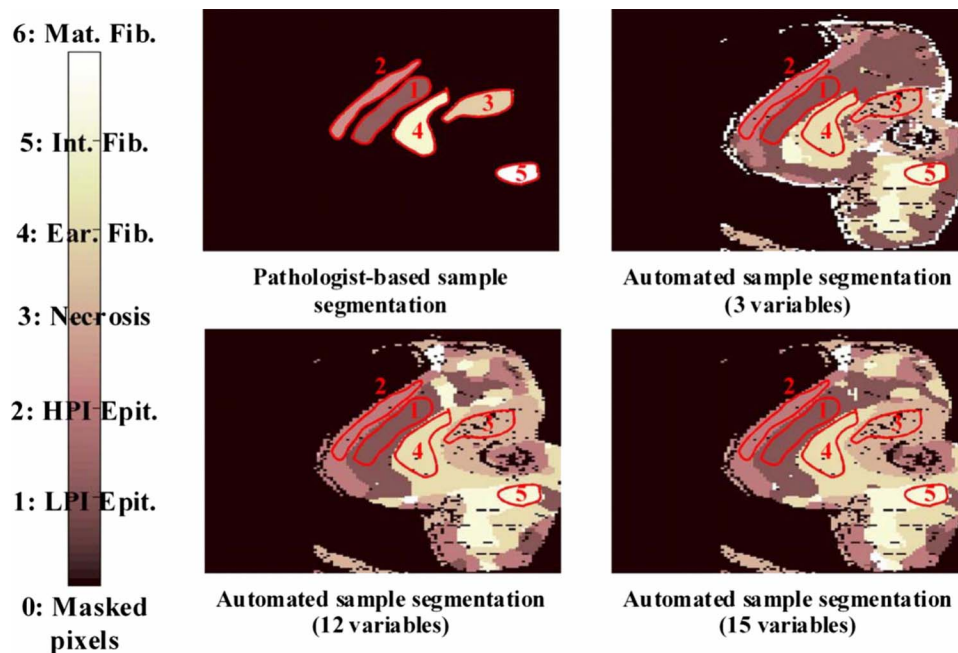 6: Mat. Fib.
5: Int. Fib.
4: Ear. Fib.
3: Necrosis
2: HPI Epit.
1: LPI Epit.
0: Masked
pixels
2
1
3
4
5
Pathologist-based sample
segmentation
2
1
3
4
5
Automated sample segmentation
(3 variables)
2
1
3
4
5
Automated sample segmentation
(12 variables)
2
1
3
4
5
Automated sample segmentation
(15 variables)